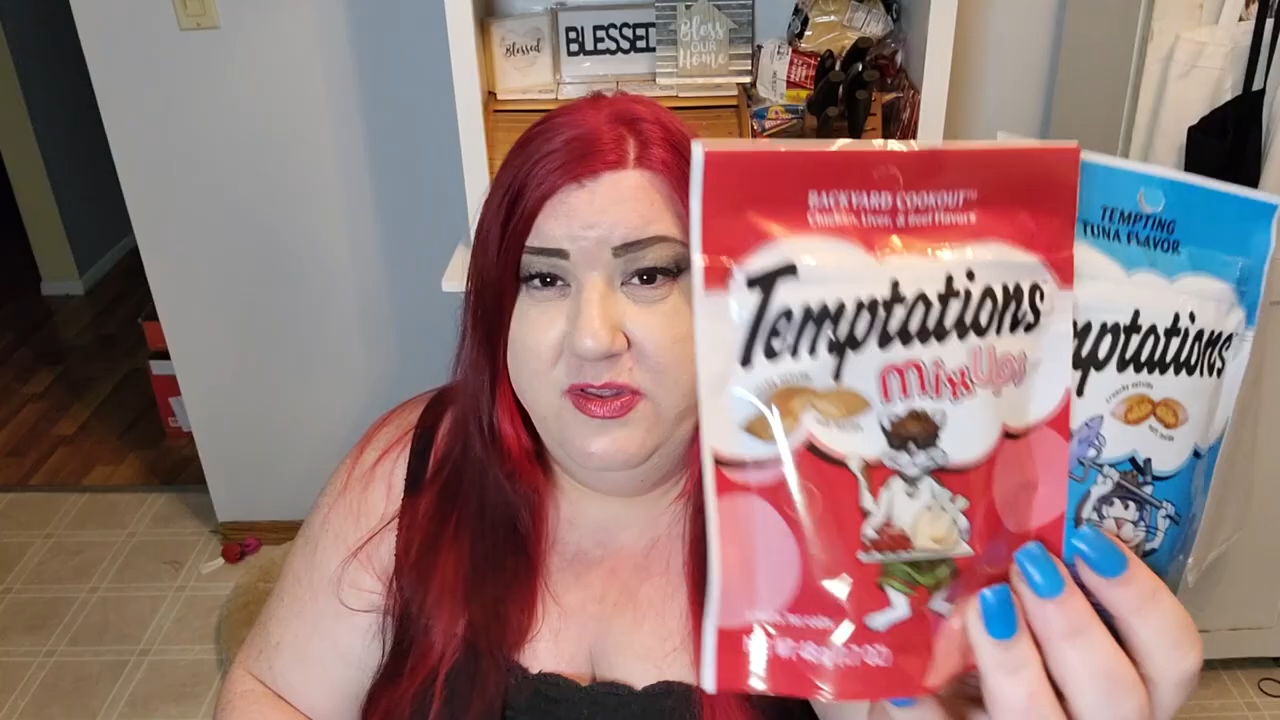 Blessed
BLESSED
Bless
OUR
Home
BACKYARD COOKOUT™
Chicken, Liver, & Beef Flavors
Temptations
MixUps
TEMPTING
TUNA FLAVOR
mptations
crunchy outside
soft inside